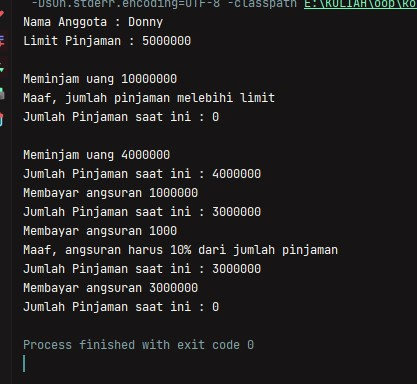 -Dsun.stderr.encoding=UTF-8 -classpath E:\KULIAH\oop\ko
Nama Anggota : Donny
Limit Pinjaman : 5000000
Meminjam uang 10000000
Maaf, jumlah pinjaman melebihi limit
Jumlah Pinjaman saat ini : 0
Meminjam uang 4000000
Jumlah Pinjaman saat ini : 4000000
Membayar angsuran 1000000
Jumlah Pinjaman saat ini : 3000000
Membayar angsuran 1000
Maaf, angsuran harus 10% dari jumlah pinjaman
Jumlah Pinjaman saat ini : 3000000
Membayar angsuran 3000000
Jumlah Pinjaman saat ini : 0
Process finished with exit code 0